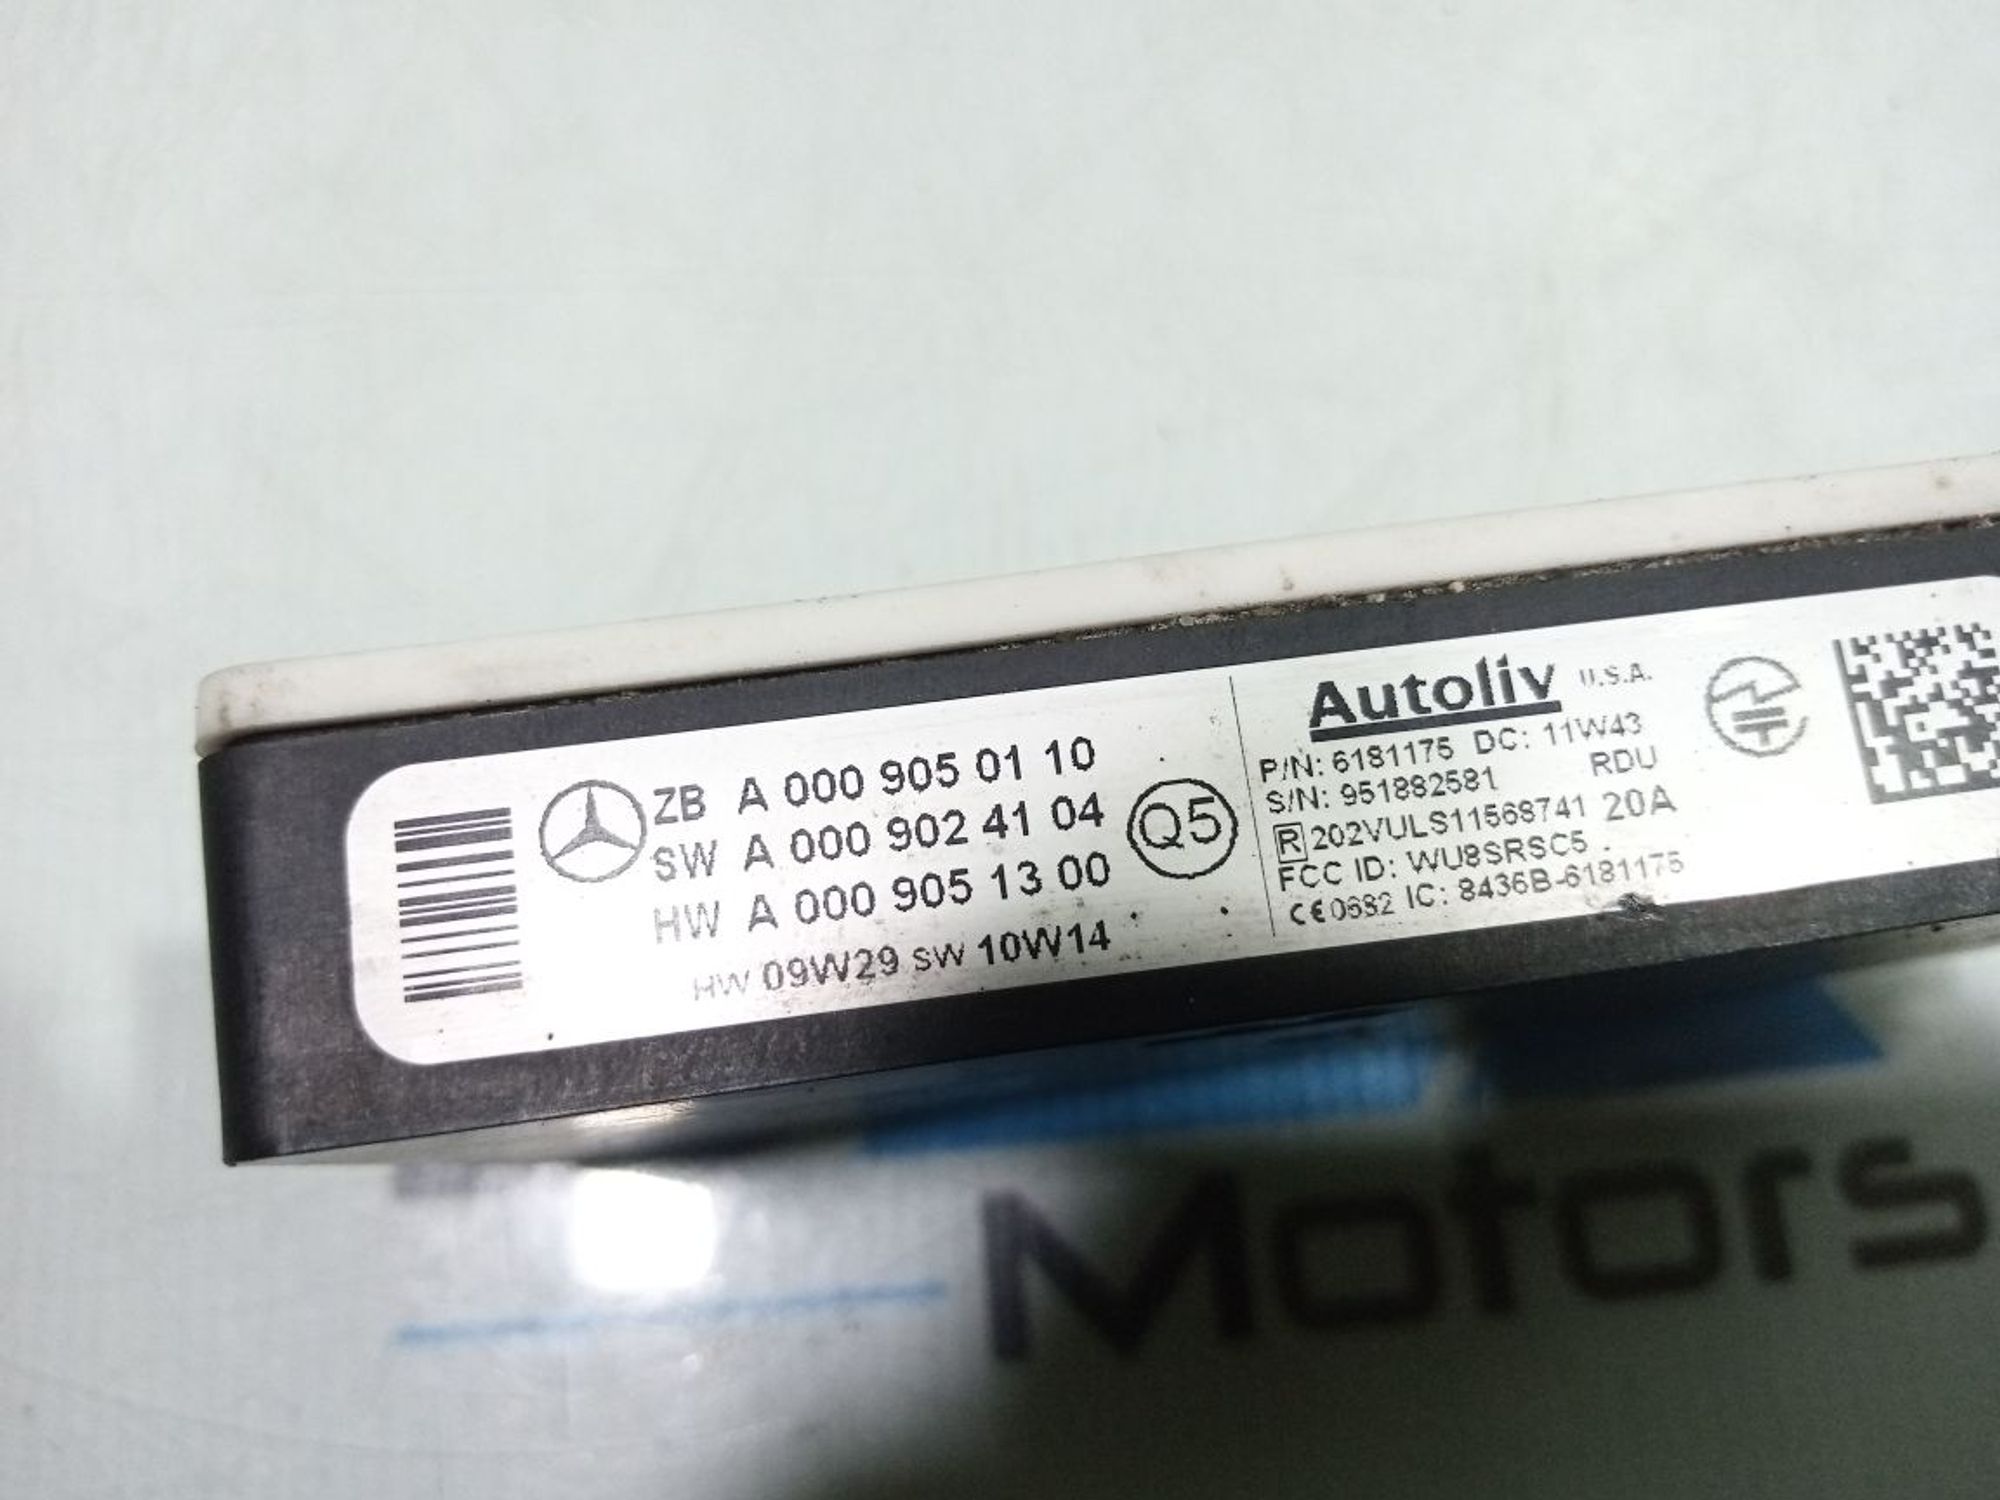 ZB A 000 905 01 10
SW A 000 902 41 04
HW A 000 905 13 00
HW 09W29 SW 10W14
Q5
Autoliv U.S.A.
P/N: 6181175 DC: 11W43
S/N: 951882581 RDU
R 202VULS11568741 20A
FCC ID: WU8SRSC5
CE0682 IC: 8436B-6181175
Motors